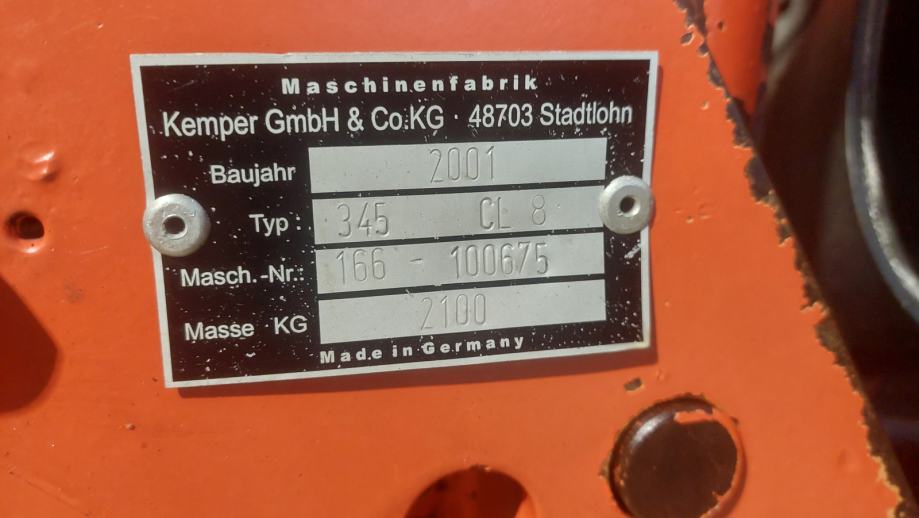 Maschinenfabrik
Kemper GmbH & Co.KG · 48703 Stadtlohn
Baujahr 2001
Typ : 345 CL 8
Masch.-Nr.: 166 - 100675
Masse KG 2100
Made in Germany